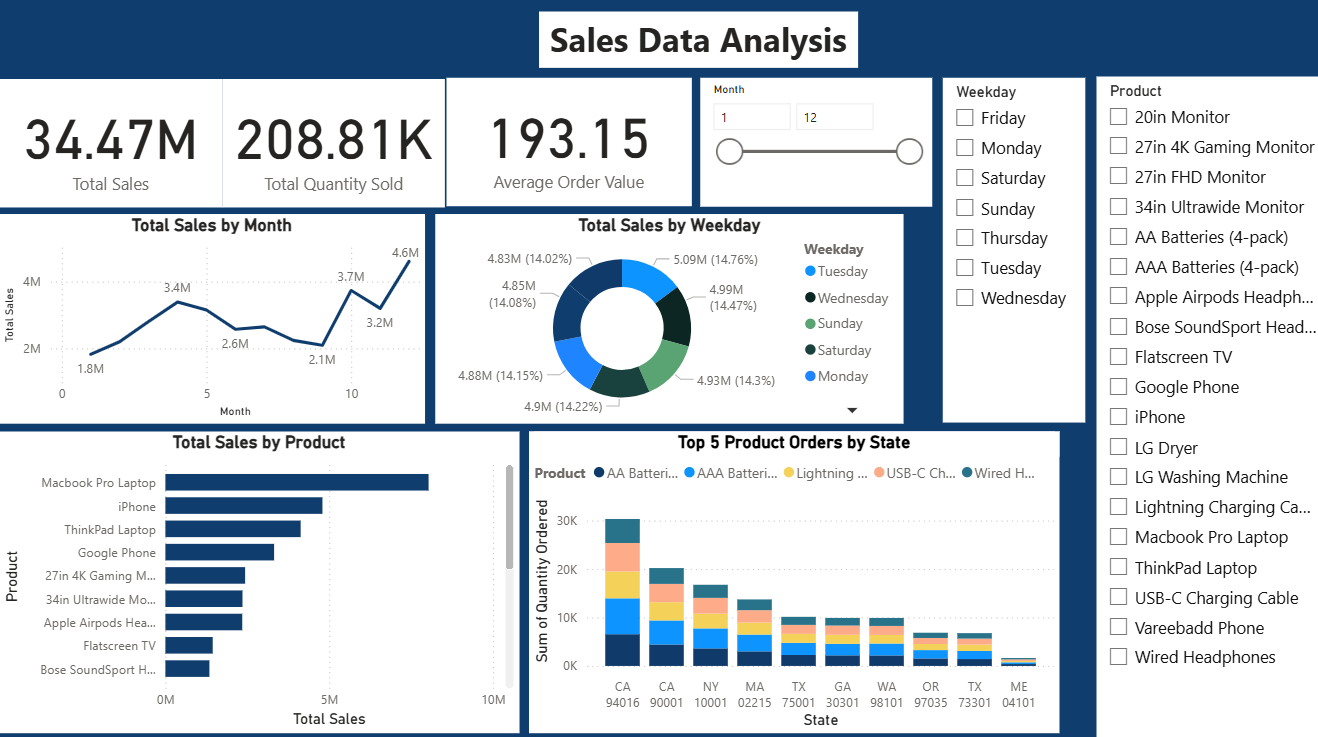 Sales Data Analysis
34.47M
Total Sales
208.81K
Total Quantity Sold
193.15
Average Order Value
Month
1
12
Weekday
Friday
Monday
Saturday
Sunday
Thursday
Tuesday
Wednesday
Product
20in Monitor
27in 4K Gaming Monitor
27in FHD Monitor
34in Ultrawide Monitor
AA Batteries (4-pack)
AAA Batteries (4-pack)
Apple Airpods Headph...
Bose SoundSport Head...
Flatscreen TV
Google Phone
iPhone
LG Dryer
LG Washing Machine
Lightning Charging Ca...
Macbook Pro Laptop
ThinkPad Laptop
USB-C Charging Cable
Vareebadd Phone
Wired Headphones
Total Sales by Month
Total Sales
4M
2M
1.8M
3.4M
2.6M
2.1M
3.7M
3.2M
4.6M
0
5
10
Month
Total Sales by Weekday
4.83M (14.02%)
5.09M (14.76%)
4.85M
(14.08%)
4.99M
(14.47%)
4.88M (14.15%)
4.93M (14.3%)
4.9M (14.22%)
Weekday
Tuesday
Wednesday
Sunday
Saturday
Monday
Total Sales by Product
Product
Macbook Pro Laptop
iPhone
ThinkPad Laptop
Google Phone
27in 4K Gaming M...
34in Ultrawide Mo...
Apple Airpods Hea...
Flatscreen TV
Bose SoundSport H...
0M
5M
10M
Total Sales
Top 5 Product Orders by State
Product
AA Batteri...
AAA Batteri...
Lightning ...
USB-C Ch...
Wired H...
Sum of Quantity Ordered
30K
20K
10K
0K
CA
94016
CA
90001
NY
10001
MA
02215
TX
75001
GA
30301
WA
98101
OR
97035
TX
73301
ME
04101
State